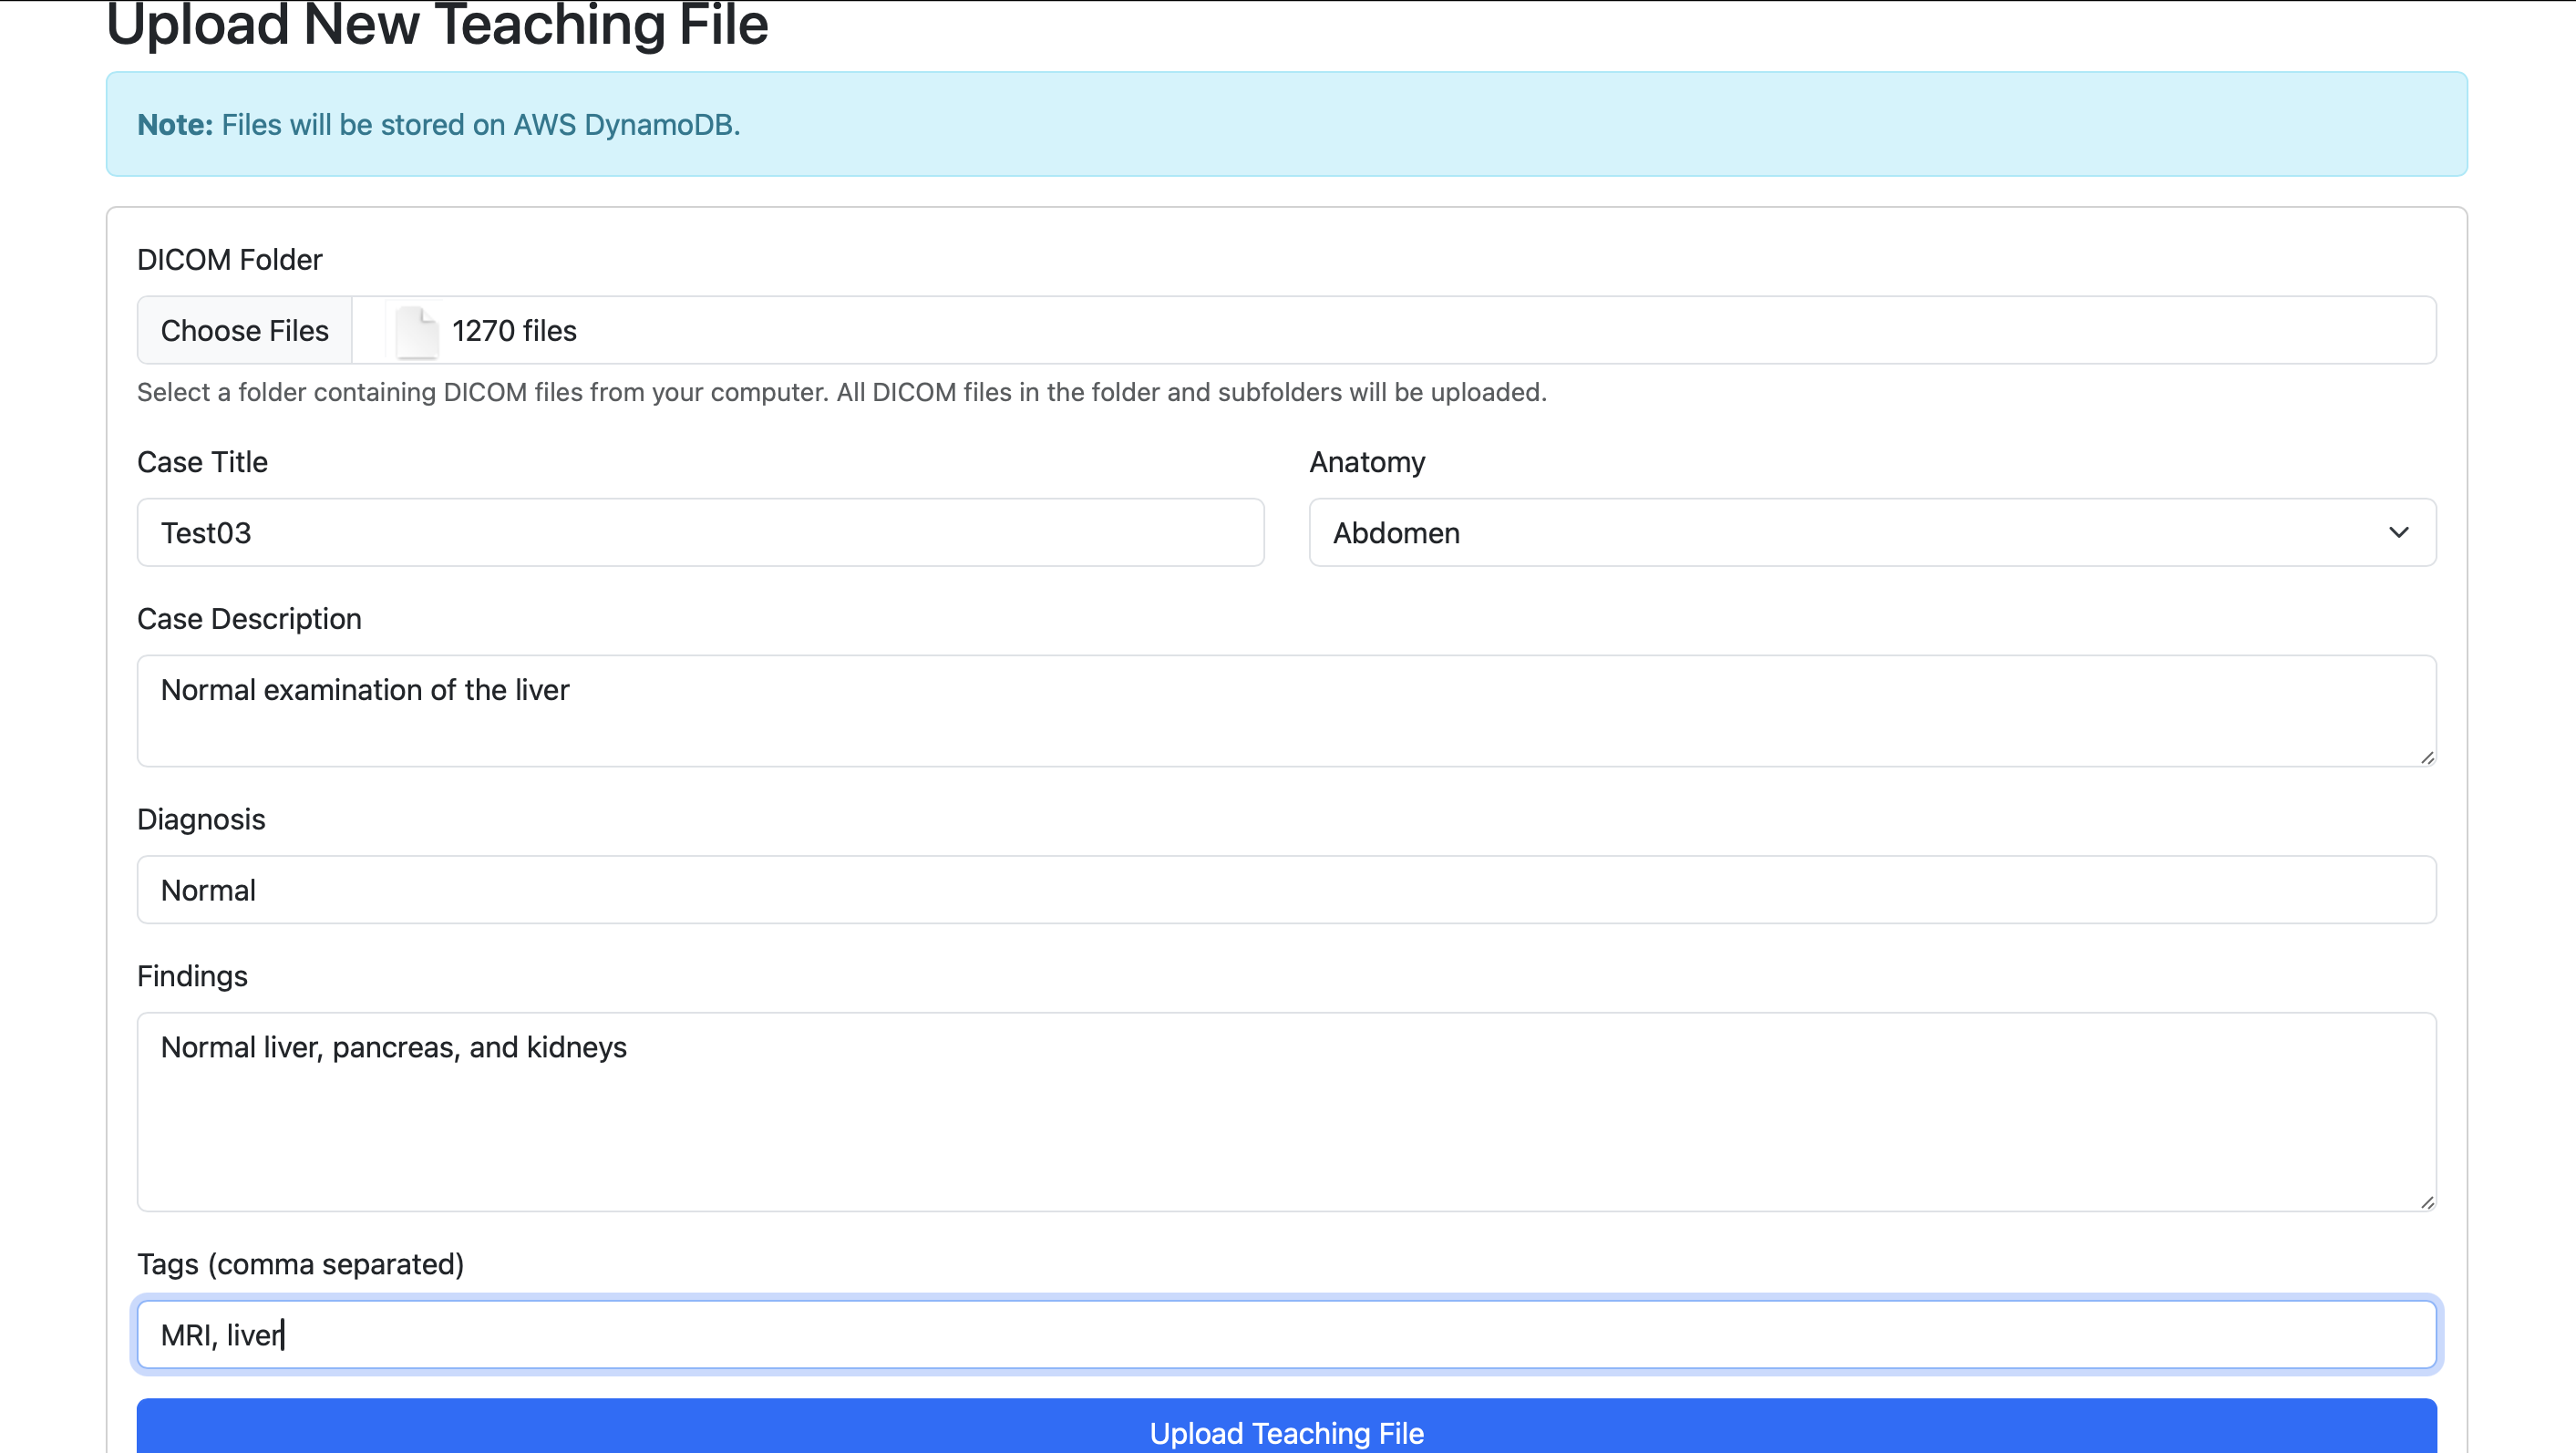 Upload New Teaching File
Note: Files will be stored on AWS DynamoDB.
DICOM Folder
Choose Files 1270 files
Select a folder containing DICOM files from your computer. All DICOM files in the folder and subfolders will be uploaded.
Case Title
Test03
Anatomy
Abdomen
Case Description
Normal examination of the liver
Diagnosis
Normal
Findings
Normal liver, pancreas, and kidneys
Tags (comma separated)
MRI, liver
Upload Teaching File